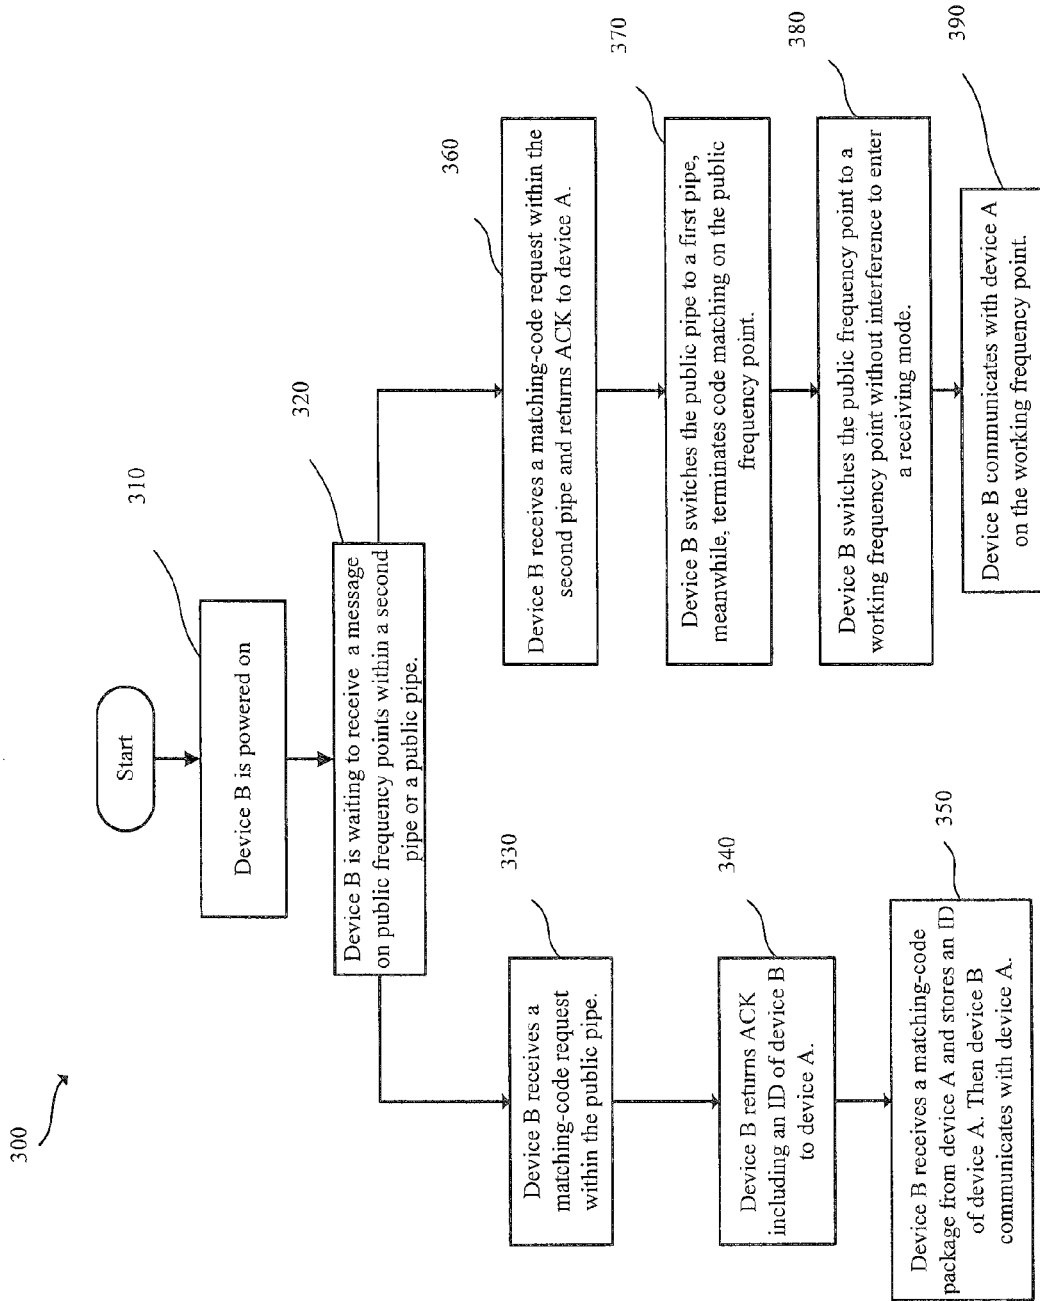 300
Start
310
Device B is powered on
320
Device B is waiting to receive a message
on public frequency points within a second
pipe or a public pipe.
330
Device B receives a
matching-code request
within the public pipe.
340
Device B returns ACK
including an ID of device B
to device A.
350
Device B receives a matching-code
package from device A and stores an ID
of device A. Then device B
communicates with device A.
360
Device B receives a matching-code request within the
second pipe and returns ACK to device A.
370
Device B switches the public pipe to a first pipe,
meanwhile, terminates code matching on the public
frequency point.
380
Device B switches the public frequency point to a
working frequency point without interference to enter
a receiving mode.
390
Device B communicates with device A
on the working frequency point.